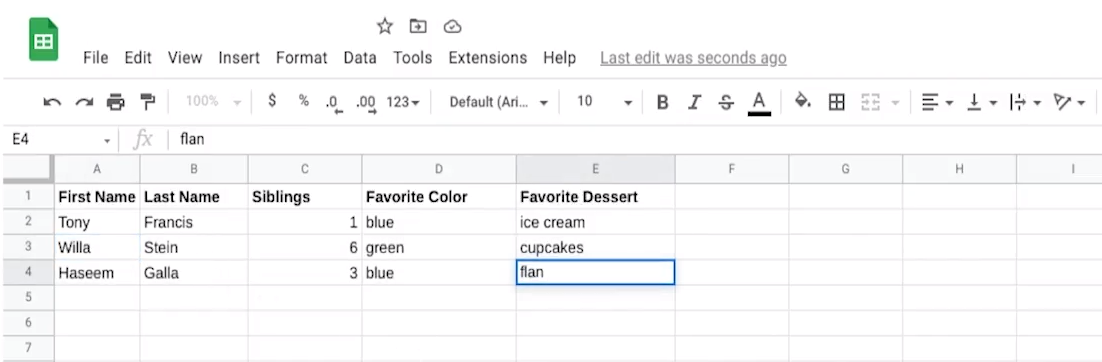 File Edit View Insert Format Data Tools Extensions Help Last edit was seconds ago
100% $ % .0 .00 123 Default (Ari... 10 B I S A
E4 fx flan
A B C D E F G H I
1 First Name Last Name Siblings Favorite Color Favorite Dessert
2 Tony Francis 1 blue ice cream
3 Willa Stein 6 green cupcakes
4 Haseem Galla 3 blue flan
5
6
7